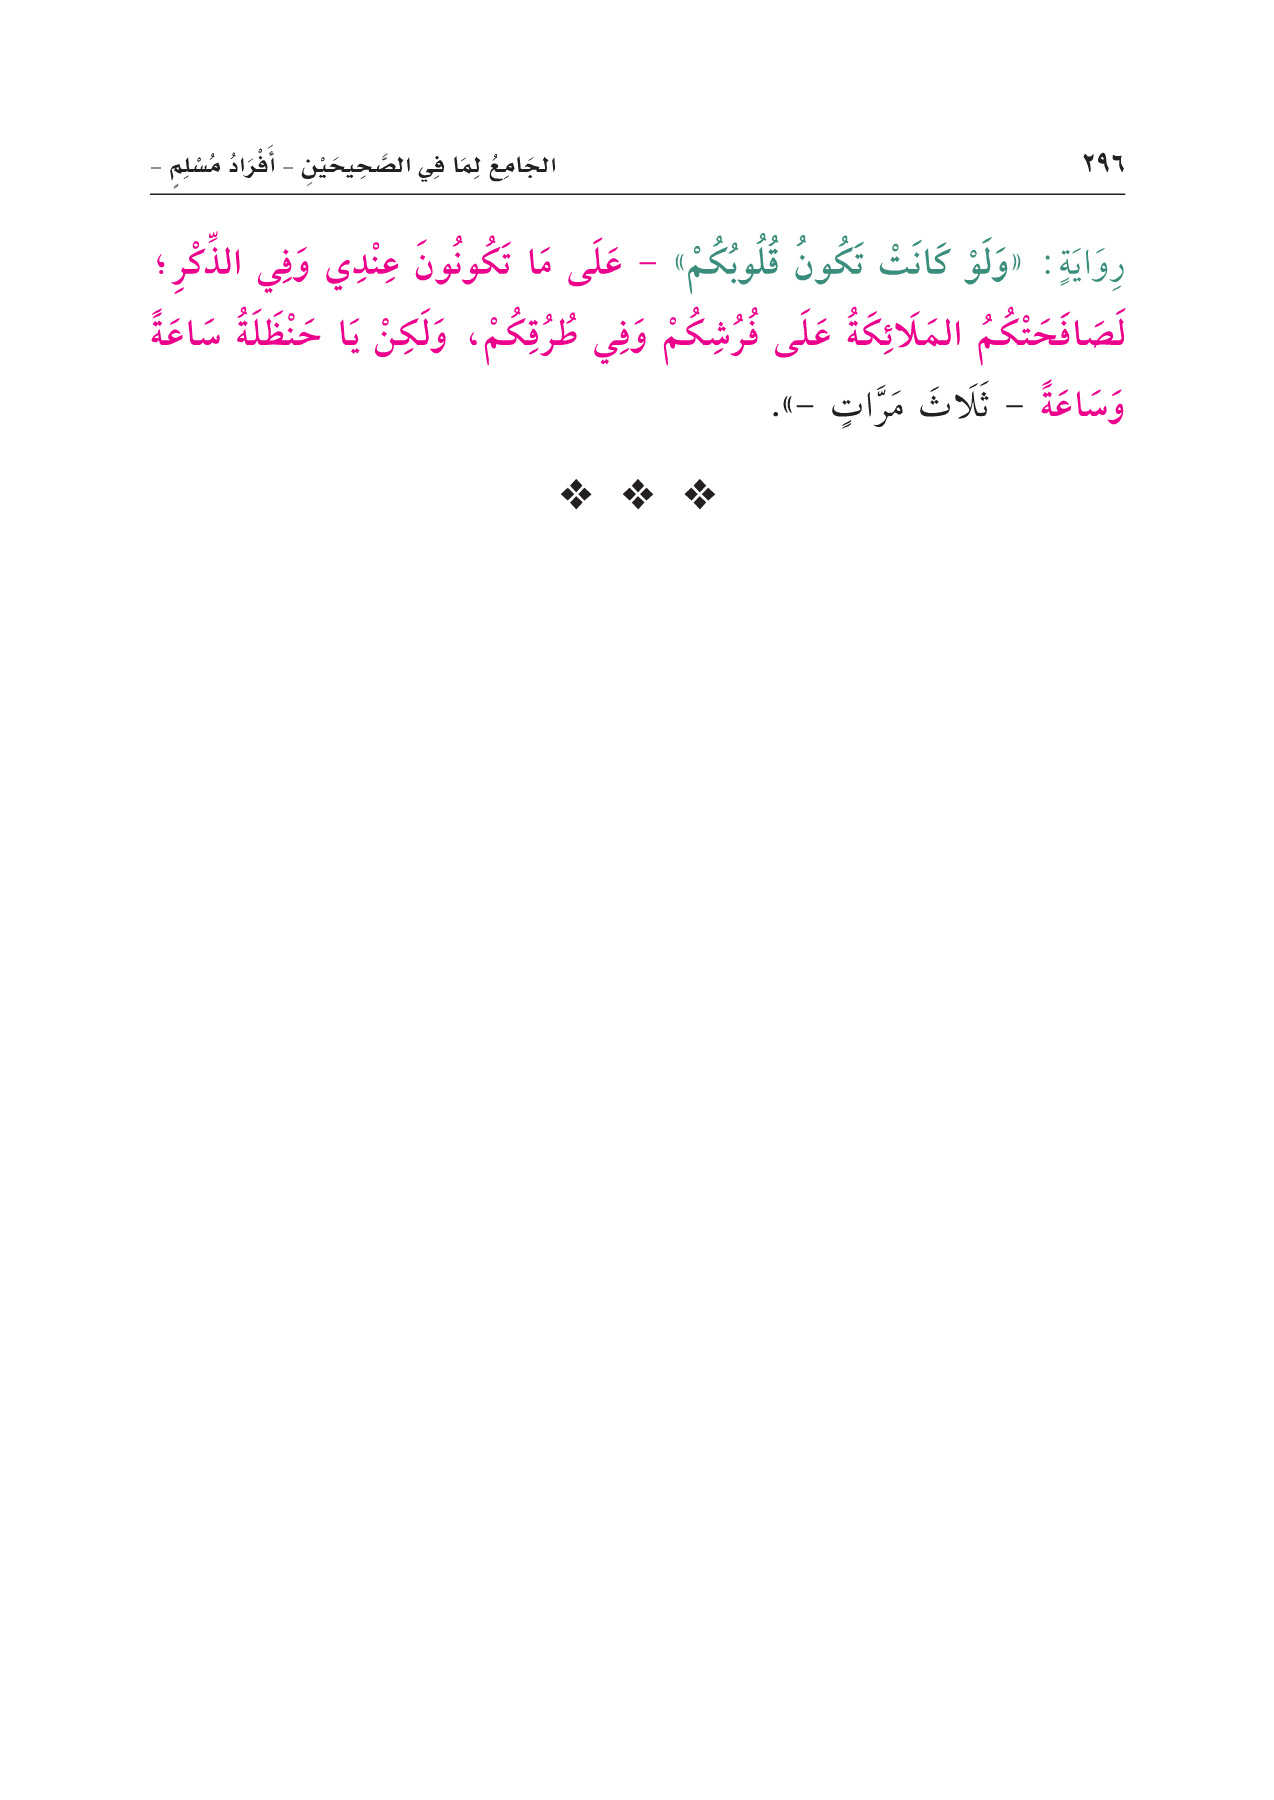 ٢٩٦
الجَامِعُ لِمَا فِي الصَّحِيحَيْنِ – أَفْرَادُ مُسْلِمٍ –
رِوَايَةٍ: «وَلَوْ كَانَتْ تَكُونُ قُلُوبُكُمْ» – عَلَى مَا تَكُونُونَ عِنْدِي وَفِي الذِّكْرِ؛
لَصَافَحَتْكُمُ المَلَائِكَةُ عَلَى فُرُشِكُمْ وَفِي طُرُقِكُمْ، وَلَكِنْ يَا حَنْظَلَةُ سَاعَةً
وَسَاعَةً – ثَلَاثَ مَرَّاتٍ –».